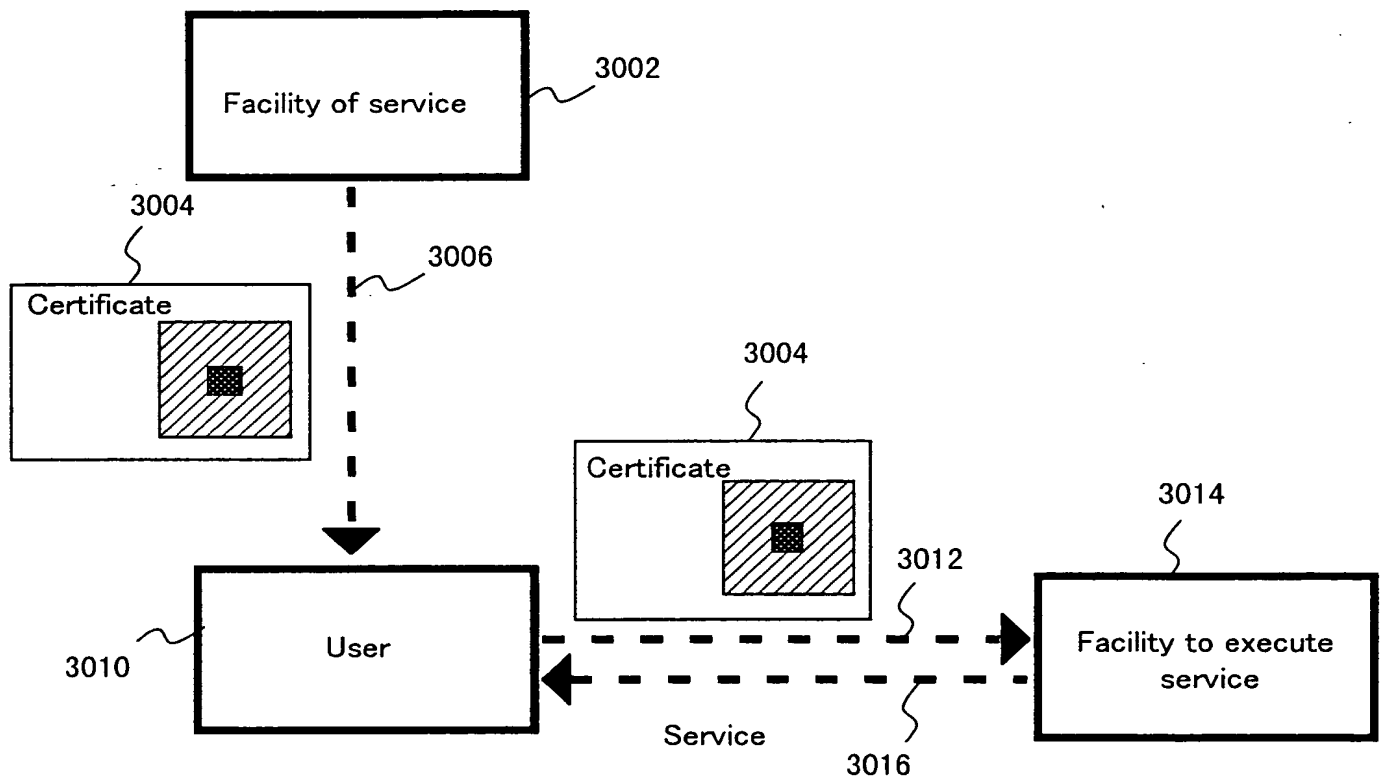 3002
Facility of service
3004
3006
Certificate
3004
Certificate
3014
3012
User
Facility to execute
service
3010
Service
3016